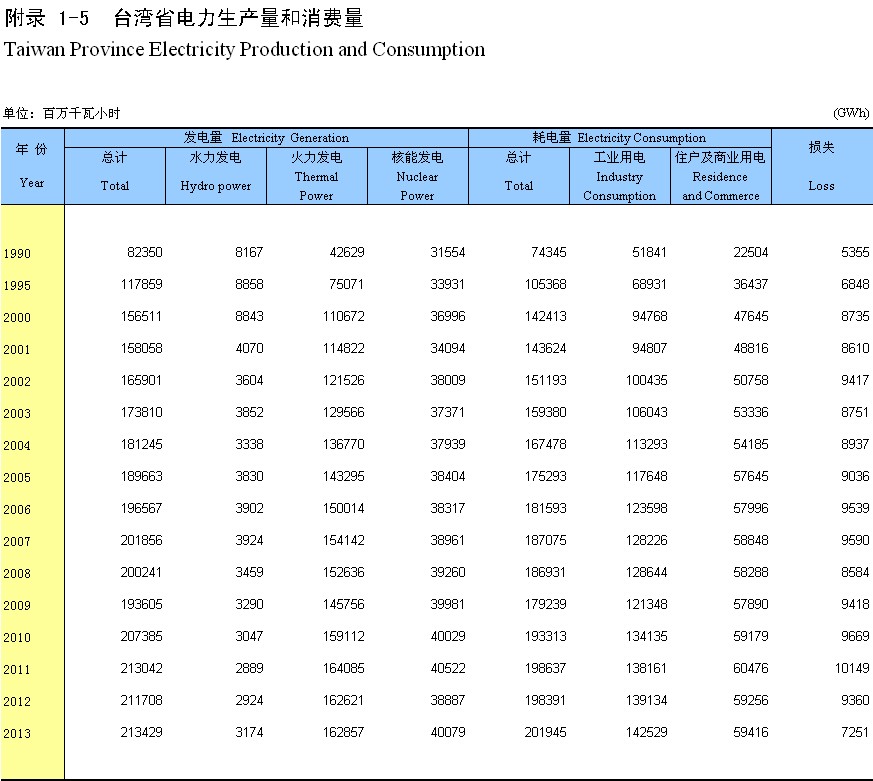 附录 1-5 台湾省电力生产量和消费量
Taiwan Province Electricity Production and Consumption
单位：百万千瓦小时 (GWh)
年 份 发电量 Electricity Generation 耗电量 Electricity Consumption 损失
总计 水力发电 火力发电 核能发电 总计 工业用电 住户及商业用电
Year Total Hydro power Thermal Power Nuclear Power Total Industry Consumption Residence and Commerce Loss
1990 82350 8167 42629 31554 74345 51841 22504 5355
1995 117859 8858 75071 33931 105368 68931 36437 6848
2000 156511 8843 110672 36996 142413 94768 47645 8735
2001 158058 4070 114822 34094 143624 94807 48816 8610
2002 165901 3604 121526 38009 151193 100435 50758 9417
2003 173810 3852 129566 37371 159380 106043 53336 8751
2004 181245 3338 136770 37939 167478 113293 54185 8937
2005 189663 3830 143295 38404 175293 117648 57645 9036
2006 196567 3902 150014 38317 181593 123598 57996 9539
2007 201856 3924 154142 38961 187075 128226 58848 9590
2008 200241 3459 152636 39260 186931 128644 58288 8584
2009 193605 3290 145756 39981 179239 121348 57890 9418
2010 207385 3047 159112 40029 193313 134135 59179 9669
2011 213042 2889 164085 40522 198637 138161 60476 10149
2012 211708 2924 162621 38887 198391 139134 59256 9360
2013 213429 3174 162857 40079 201945 142529 59416 7251